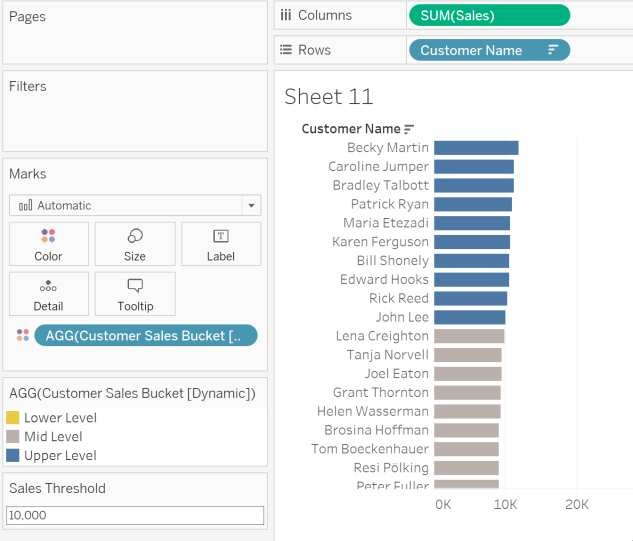 Pages
Columns
SUM(Sales)
Rows
Customer Name
Filters
Marks
Automatic
Color
Size
Label
Detail
Tooltip
AGG(Customer Sales Bucket [..
AGG(Customer Sales Bucket [Dynamic])
Lower Level
Mid Level
Upper Level
Sales Threshold
10,000
Sheet 11
Customer Name
Becky Martin
Caroline Jumper
Bradley Talbott
Patrick Ryan
Maria Etezadi
Karen Ferguson
Bill Shonely
Edward Hooks
Rick Reed
John Lee
Lena Creighton
Tanja Norvell
Joel Eaton
Grant Thornton
Helen Wasserman
Brosina Hoffman
Tom Boeckenhauer
Resi Pölking
Peter Fuller
0K 10K 20K